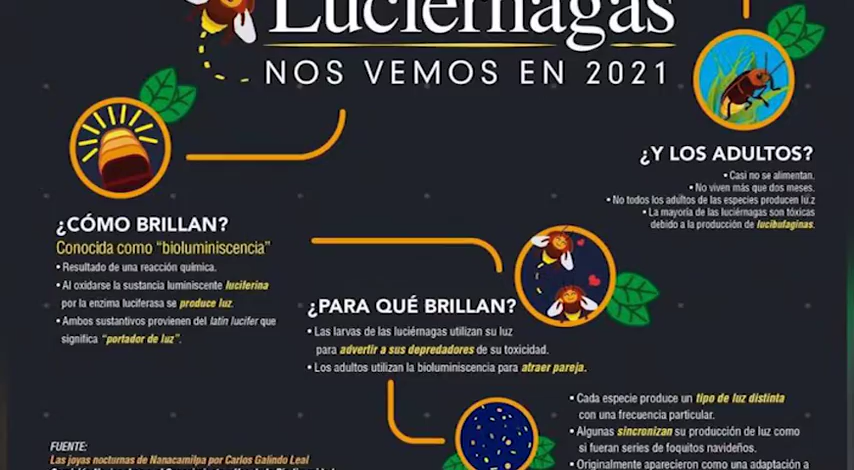 Luciérnagas
NOS VEMOS EN 2021
¿Y LOS ADULTOS?
• Casi no se alimentan.
• No viven más que dos meses.
• No todos los adultos de las especies producen luz
• La mayoría de las luciérnagas son tóxicas
debido a la producción de lucibufaginas.
¿CÓMO BRILLAN?
Conocida como “bioluminiscencia”
• Resultado de una reacción química.
• Al oxidarse la sustancia luminiscente luciferina
por la enzima luciferasa se produce luz.
• Ambos sustantivos provienen del latín lucifer que
significa “portador de luz”.
¿PARA QUÉ BRILLAN?
• Las larvas de las luciérnagas utilizan su luz
para advertir a sus depredadores de su toxicidad.
• Los adultos utilizan la bioluminiscencia para atraer pareja.
• Cada especie produce un tipo de luz distinta
con una frecuencia particular.
• Algunas sincronizan su producción de luz como
si fueran series de foquitos navideños.
• Originalmente aparecieron como una adaptación a
FUENTE:
Las joyas nocturnas de Nanacamilpa por Carlos Galindo Leal